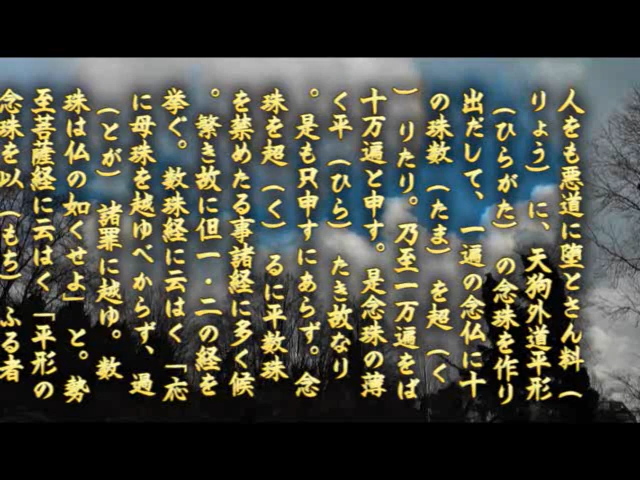 人をも悪道に堕とさん料（
りょう）に、天狗外道平形
（ひらがた）の念珠を作り
出だして、一遍の念仏に十
の珠数（たま）を超（く
）りたり。乃至一万遍をば
十万遍と申す。是念珠の薄
く平（ひら）たき故なり
。是も只申すにあらず。念
珠を超（く）るに平数珠
を禁めたる事諸経に多く候
。繁き故に但一・二の経を
挙ぐ。数珠経に云はく「応
に母珠を越ゆべからず、過
（とが）諸罪に越ゆ。数
珠は仏の如くせよ」と。勢
至菩薩経に云はく「平形の
念珠を以（もち）ふる者